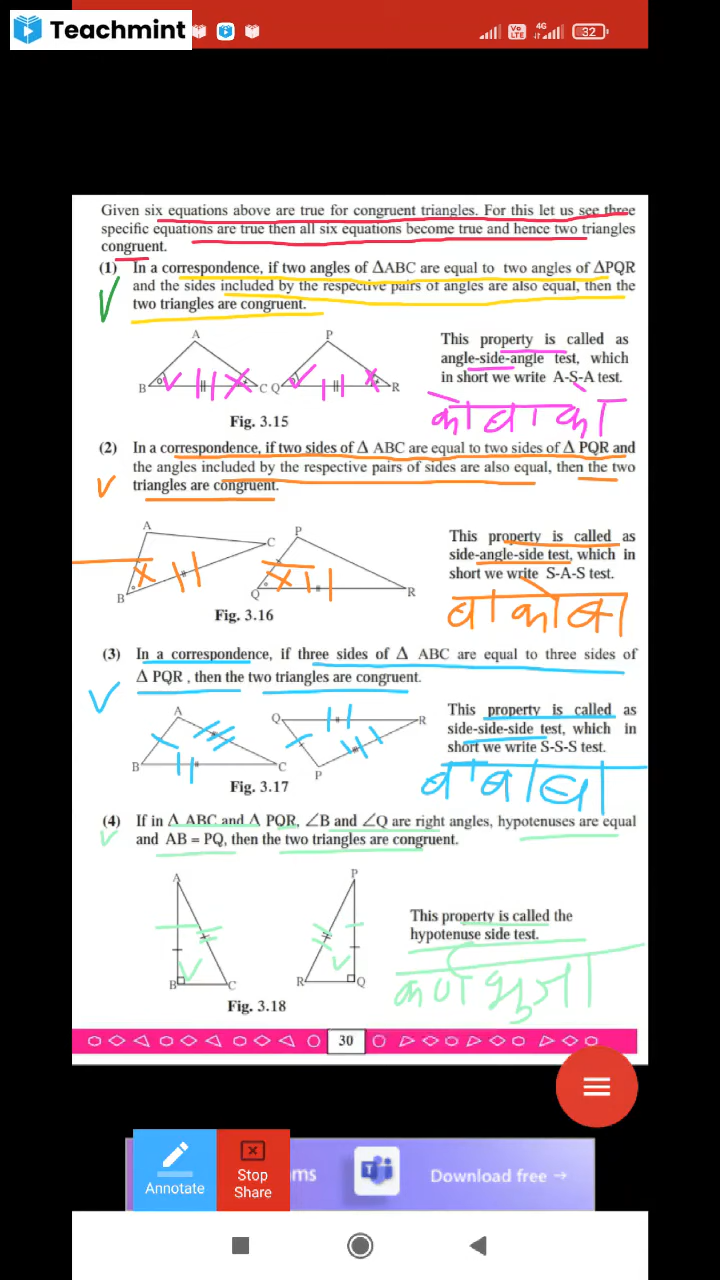 Teachmint
Vo LTE 4G 32
Given six equations above are true for congruent triangles. For this let us see three
specific equations are true then all six equations become true and hence two triangles
congruent.
(1) In a correspondence, if two angles of ΔABC are equal to two angles of ΔPQR
and the sides included by the respective pairs of angles are also equal, then the
two triangles are congruent.
A P
B C Q R
Fig. 3.15
This property is called as
angle-side-angle test, which
in short we write A-S-A test.
को बा को
(2) In a correspondence, if two sides of Δ ABC are equal to two sides of Δ PQR and
the angles included by the respective pairs of sides are also equal, then the two
triangles are congruent.
A P
C
B Q R
Fig. 3.16
This property is called as
side-angle-side test, which in
short we write S-A-S test.
बा को बा
(3) In a correspondence, if three sides of Δ ABC are equal to three sides of
Δ PQR , then the two triangles are congruent.
A Q R
B C P
Fig. 3.17
This property is called as
side-side-side test, which in
short we write S-S-S test.
बा बा बा
(4) If in Δ ABC and Δ PQR, ∠B and ∠Q are right angles, hypotenuses are equal
and AB = PQ, then the two triangles are congruent.
A P
B C R Q
Fig. 3.18
This property is called the
hypotenuse side test.
कर्ण भुजा
30
ms
Download free →
Annotate
Stop
Share